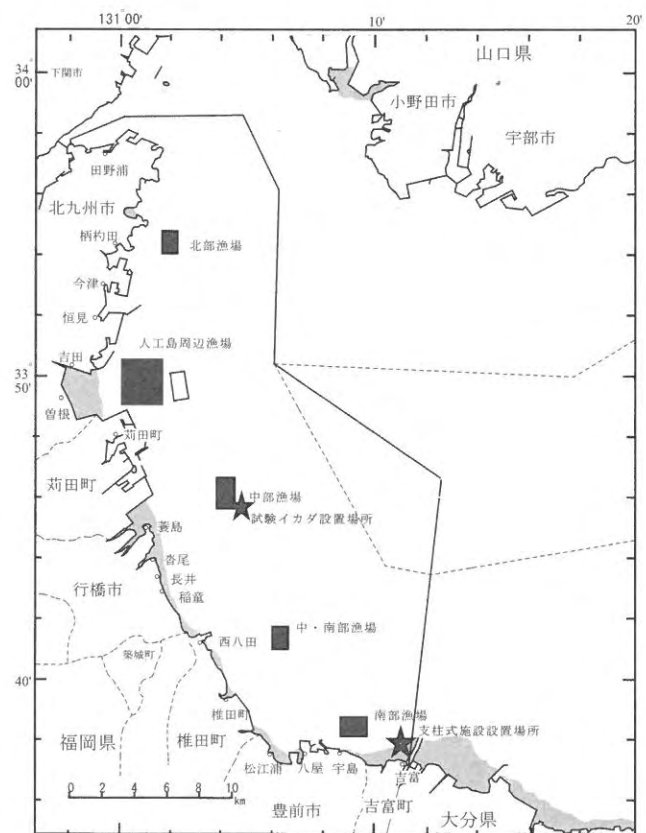 131°00'
10'
20'
34°
00'
山口県
下関市
小野田市
宇部市
田野浦
北九州市
柄杓田
北部漁場
今津
恒見
人工島周辺漁場
吉田
33°
50'
曽根
苅田町
苅田町
中部漁場
試験イカダ設置場所
蓑島
沓尾
長井
稲童
行橋市
中・南部漁場
西八田
築城町
40'
椎田町
南部漁場
支柱式施設設置場所
福岡県
椎田町
松江浦
八屋
宇島
吉富
豊前市
吉富町
大分県
0 2 4 6 8 10
km